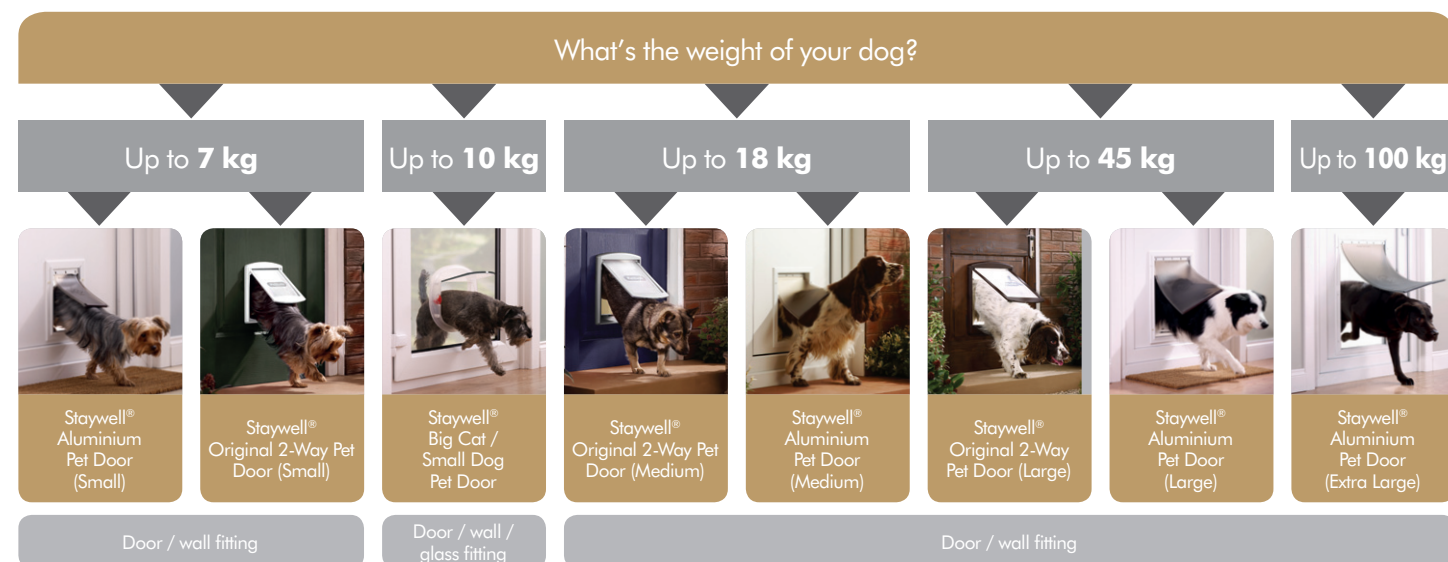 What's the weight of your dog?
Up to 7 kg
Up to 10 kg
Up to 18 kg
Up to 45 kg
Up to 100 kg
Staywell®
Aluminium
Pet Door
(Small)
Staywell®
Original 2-Way Pet
Door (Small)
Staywell®
Big Cat /
Small Dog
Pet Door
Staywell®
Original 2-Way Pet
Door (Medium)
Staywell®
Aluminium
Pet Door
(Medium)
Staywell®
Original 2-Way
Pet Door (Large)
Staywell®
Aluminium
Pet Door
(Large)
Staywell®
Aluminium
Pet Door
(Extra Large)
Door / wall fitting
Door / wall /
glass fitting
Door / wall fitting